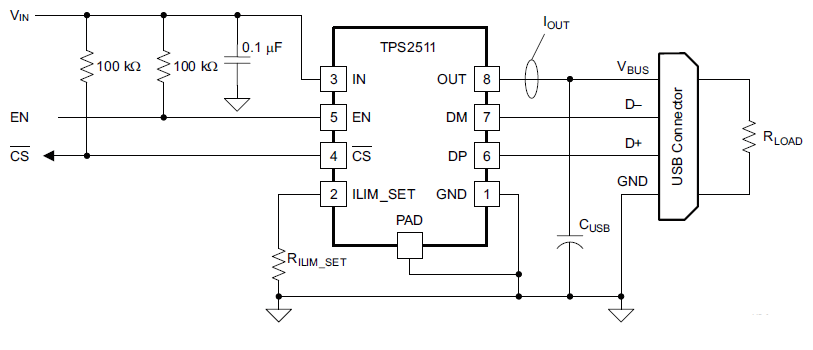 VIN
IOUT
TPS2511
100 kΩ
100 kΩ
0.1 μF
3 IN
OUT 8
VBUS
EN
5 EN
DM 7
D–
CS
4 CS
DP 6
D+
USB Connector
RLOAD
2 ILIM_SET
GND 1
GND
PAD
CUSB
RILIM_SET